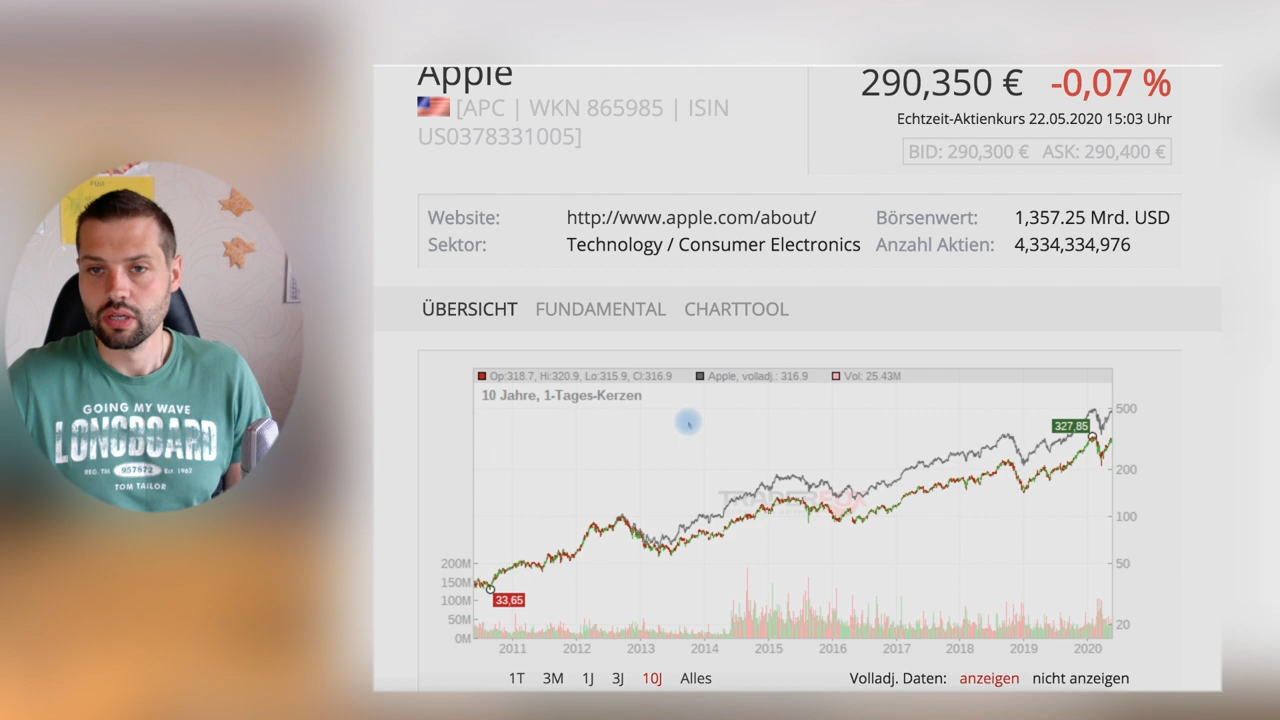 Apple
[APC | WKN 865985 | ISIN
US0378331005]
290,350 € -0,07 %
Echtzeit-Aktienkurs 22.05.2020 15:03 Uhr
BID: 290,300 € ASK: 290,400 €
Website: http://www.apple.com/about/ Börsenwert: 1,357.25 Mrd. USD
Sektor: Technology / Consumer Electronics Anzahl Aktien: 4,334,334,976
ÜBERSICHT FUNDAMENTAL CHARTTOOL
Op:318.7, Hi:320.9, Lo:315.9, Cl:316.9 Apple, volladj.: 316.9 Vol: 25.43M
10 Jahre, 1-Tages-Kerzen
500
327,85
200
TRADERFOX
100
200M 50
150M
33,65
100M
50M 20
0M
2011 2012 2013 2014 2015 2016 2017 2018 2019 2020
1T 3M 1J 3J 10J Alles Volladj. Daten: anzeigen nicht anzeigen
GOING MY WAVE
LONGBOARD
REG. TM 957872 Est. 1962
TOM TAILOR